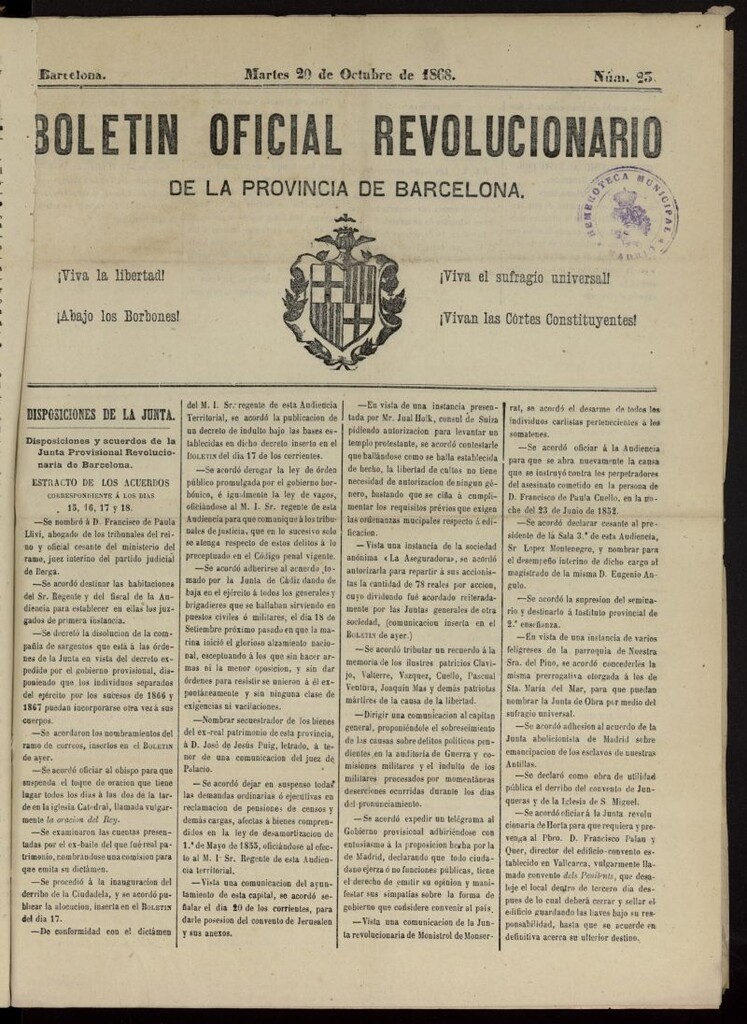 Barcelona.
Martes 20 de Octubre de 1868.
Núm. 23.
BOLETIN OFICIAL REVOLUCIONARIO
DE LA PROVINCIA DE BARCELONA.
HEMEROTECA MUNICIPAL
MADRID
¡Viva la libertad!
¡Abajo los Borbones!
¡Viva el sufragio universal!
¡Vivan las Córtes Constituyentes!
DISPOSICIONES DE LA JUNTA.
Disposiciones y acuerdos de la
Junta Provisional Revolucio-
naria de Barcelona.
ESTRACTO DE LOS ACUERDOS
CORRESPONDIENTE Á LOS DIAS
15, 16, 17 y 18.
—Se nombró á D. Francisco de Paula
Llivi, abogado de los tribunales del rei-
no y oficial cesante del ministerio del
ramo, juez interino del partido judicial
de Berga.
—Se acordó destinar las habitaciones
del Sr. Regente y del fiscal de la Au-
diencia para establecer en ellas los juz-
gados de primera instancia.
—Se decretó la disolucion de la com-
pañía de sargentos que está á las órde-
nes de la Junta en vista del decreto ex-
pedido por el gobierno provisional, dis-
poniendo que los individuos separados
del ejército por los sucesos de 1866 y
1867 puedan incorporarse otra vez á sus
cuerpos.
—Se acordaron los nombramientos del
ramo de correos, insertos en el BOLETIN
de ayer.
—Se acordó oficiar al obispo para que
suspenda el toque de oracion que tiene
lugar todos los dias á las dos de la tar-
de en la iglesia Catedral, llamada vulgar-
mente la oracion del Rey.
—Se examinaron las cuentas presen-
tadas por el ex-baile del que fué real pa-
trimonio, nombrándose una comision para
que emita su dictámen.
—Se procedió á la inauguracion del
derribo de la Ciudadela, y se acordó pu-
blicar la alocucion, inserta en el BOLETIN
del dia 17.
—De conformidad con el dictámen
del M. I. Sr. regente de esta Audiencia
Territorial, se acordó la publicacion de
un decreto de indulto bajo las bases es-
tablecidas en dicho decreto inserto en el
BOLETIN del dia 17 de los corrientes.
—Se acordó derogar la ley de órden
público promulgada por el gobierno bor-
bónico, é igualmente la ley de vagos,
oficiándose al M. I. Sr. regente de esta
Audiencia para que comunique á los tribu-
nales de justicia, que en lo sucesivo solo
se atenga respecto de estos delitos á lo
preceptuado en el Código penal vigente.
—Se acordó adherirse al acuerdo to-
mado por la Junta de Cádiz dando de
baja en el ejército á todos los generales y
brigadieres que se hallaban sirviendo en
puestos civiles ó militares, el dia 18 de
Setiembre próximo pasado en que la ma-
rina inició el glorioso alzamiento nacio-
nal, esceptuando á los que sin hacer ar-
mas ni la menor oposicion, y sin dar
órdenes para resistir se unieron á él es-
pontáneamente y sin ninguna clase de
exigencias ni vacilaciones.
—Nombrar secuestrador de los bienes
del ex-real patrimonio de esta provincia,
á D. José de Jesús Puig, letrado, á te-
nor de una comunicacion del juez de
Palacio.
—Se acordó dejar en suspenso todas
las demandas ordinarias ó ejecutivas en
reclamacion de pensiones de censos y
demás cargas, afectas á bienes compren-
didos en la ley de desamortizacion de
1.º de Mayo de 1855, oficiándose al efecto
al M. I. Sr. Regente de esta Audien-
cia territorial.
—Vista una comunicacion del ayun-
tamiento de esta capital, se acordó se-
ñalar el dia 20 de los corrientes, para
darle posesion del convento de Jerusalen
y sus anexos.
—En vista de una instancia presen-
tada por Mr. Jual Holk, consul de Suiza
pidiendo autorizacion para levantar un
templo protestante, se acordó contestarle
que hallándose como se halla establecida
de hecho, la libertad de cultos no tiene
necesidad de autorizacion de ningun gé-
nero, bastando que se ciña á cumplimen-
tar los requisitos prévios que exigen
las ordenanzas mucipales respecto á edi-
ficacion.
—Vista una instancia de la sociedad
anónima «La Aseguradora», se acordó
autorizarla para repartir á sus accionis-
tas la cantidad de 78 reales por accion,
cuyo dividendo fué acordado reiterada-
mente por las Juntas generales de otra
sociedad, (comunicacion inserta en el
BOLETIN de ayer.)
—Se acordó tributar un recuerdo á la
memoria de los ilustres patricios Clavi-
jo, Valterre, Vazquez, Cuello, Pascual
Ventúra, Joaquin Mas y demás patriotas
mártires de la causa de la libertad.
—Dirigir una comunicacion al capitan
general, proponiéndole el sobreseimiento
de las causas sobre delitos políticos pen-
dientes en la auditoria de Guerra y co-
misiones militares y el indulto de los
militares procesados por momentáneas
deserciones ocurridas durante los dias
del pronunciamiento.
—Se acordó expedir un telégrama al
Gobierno provisional adhiriéndose con
entusiasmo á la proposicion hecha por la
de Madrid, declarando que todo ciuda-
dano ejerza ó no funciones públicas, tiene
el derecho de emitir su opinion y mani-
festar sus simpatias sobre la forma de
gobierno que considere convenir al pais.
—Vista una comunicacion de la Jun-
ta revolucionaria de Monistrol de Monser-
rat, se acordó el desarme de todos los
individuos carlistas pertenecientes á los
somatenes.
—Se acordó oficiar á la Audiencia
para que se abra nuevamente la causa
que se instruyó contra los perpetradores
del asesinato cometido en la persona de
D. Francisco de Paula Cuello, en la no-
che del 23 de Junio de 1852.
—Se acordó declarar cesante al pre-
sidente de la Sala 3.ª de esta Audiencia,
Sr Lopez Montenegro, y nombrar para
el desempeño interino de dicho cargo al
magistrado de la misma D. Eugenio An-
gulo.
—Se acordó la supresion del semina-
rio y destinarlo á Instituto provincial de
2.ª enseñanza.
—En vista de una instancia de varios
feligreses de la parroquia de Nuestra
Sra. del Pino, se acordó concederles la
misma prerrogativa otorgada á los de
Sta. María del Mar, para que puedan
nombrar la Junta de Obra por medio del
sufragio universal.
—Se acordó adhesion al acuerdo de la
Junta abolicionista de Madrid sobre
emancipacion de los esclavos de nuestras
Antillas.
—Se declaró como obra de utilidad
pública el derribo del convento de Jun-
queras y de la Iglesia de S. Miguel.
—Se acordó oficiará la Junta revolu
cionaria de Horta para que requiera y pre-
venga al Pbro. D. Francisco Palau y
Quer, director del edificio-convento es-
tablecido en Vallcarca, vulgarmente lla-
mado convento dels Penitents, que desa-
loje el local dentro de tercero dia des-
pues de lo cual deberá cerrar y sellar el
edificio guardando las llaves bajo su res-
ponsabilidad, hasta que se acuerde en
definitiva acerca de su ulterior destino.